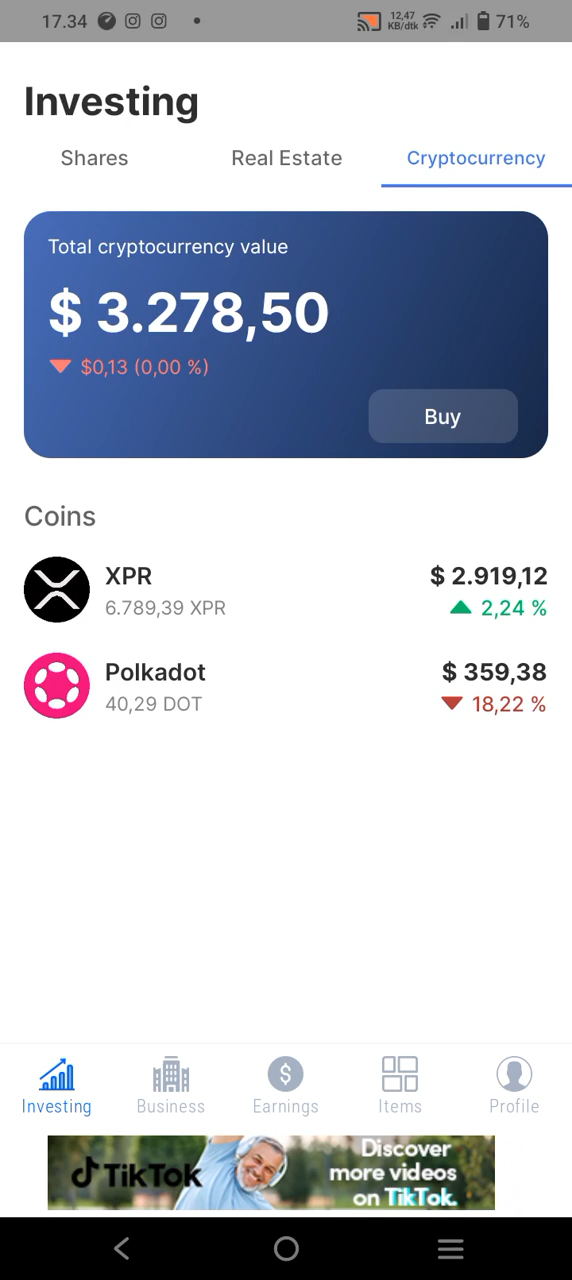 17.34
12,47
KB/dtk
71%
Investing
Shares
Real Estate
Cryptocurrency
Total cryptocurrency value
$ 3.278,50
$0,13 (0,00 %)
Buy
Coins
XPR
$ 2.919,12
6.789,39 XPR
2,24 %
Polkadot
$ 359,38
40,29 DOT
18,22 %
Investing
Business
Earnings
Items
Profile
TikTok
Discover
more videos
on TikTok.